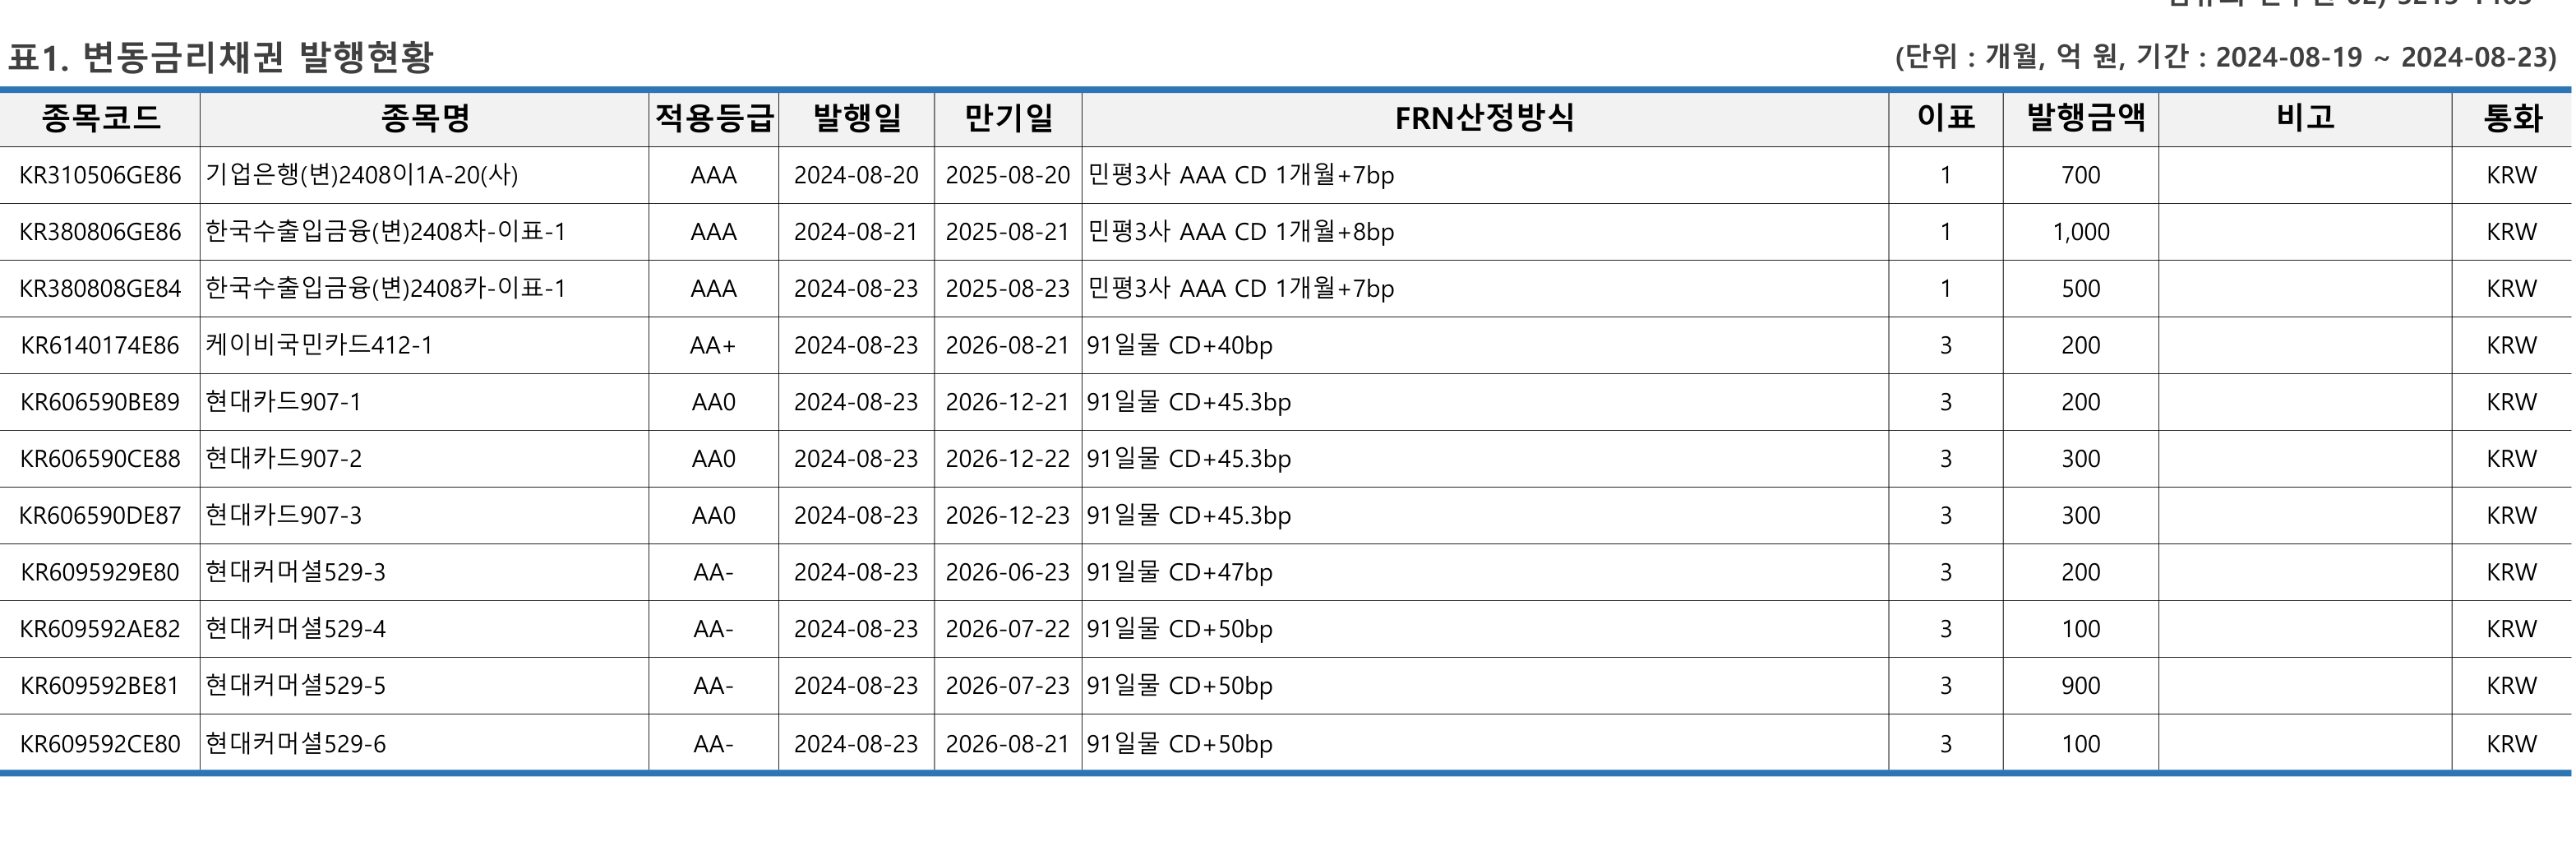 표1. 변동금리채권 발행현황 (단위 : 개월, 억 원, 기간 : 2024-08-19 ~ 2024-08-23)
종목코드 종목명 적용등급 발행일 만기일 FRN산정방식 이표 발행금액 비고 통화
KR310506GE86 기업은행(변)2408이1A-20(사) AAA 2024-08-20 2025-08-20 민평3사 AAA CD 1개월+7bp 1 700 KRW
KR380806GE86 한국수출입금융(변)2408차-이표-1 AAA 2024-08-21 2025-08-21 민평3사 AAA CD 1개월+8bp 1 1,000 KRW
KR380808GE84 한국수출입금융(변)2408카-이표-1 AAA 2024-08-23 2025-08-23 민평3사 AAA CD 1개월+7bp 1 500 KRW
KR6140174E86 케이비국민카드412-1 AA+ 2024-08-23 2026-08-21 91일물 CD+40bp 3 200 KRW
KR606590BE89 현대카드907-1 AA0 2024-08-23 2026-12-21 91일물 CD+45.3bp 3 200 KRW
KR606590CE88 현대카드907-2 AA0 2024-08-23 2026-12-22 91일물 CD+45.3bp 3 300 KRW
KR606590DE87 현대카드907-3 AA0 2024-08-23 2026-12-23 91일물 CD+45.3bp 3 300 KRW
KR6095929E80 현대커머셜529-3 AA- 2024-08-23 2026-06-23 91일물 CD+47bp 3 200 KRW
KR609592AE82 현대커머셜529-4 AA- 2024-08-23 2026-07-22 91일물 CD+50bp 3 100 KRW
KR609592BE81 현대커머셜529-5 AA- 2024-08-23 2026-07-23 91일물 CD+50bp 3 900 KRW
KR609592CE80 현대커머셜529-6 AA- 2024-08-23 2026-08-21 91일물 CD+50bp 3 100 KRW